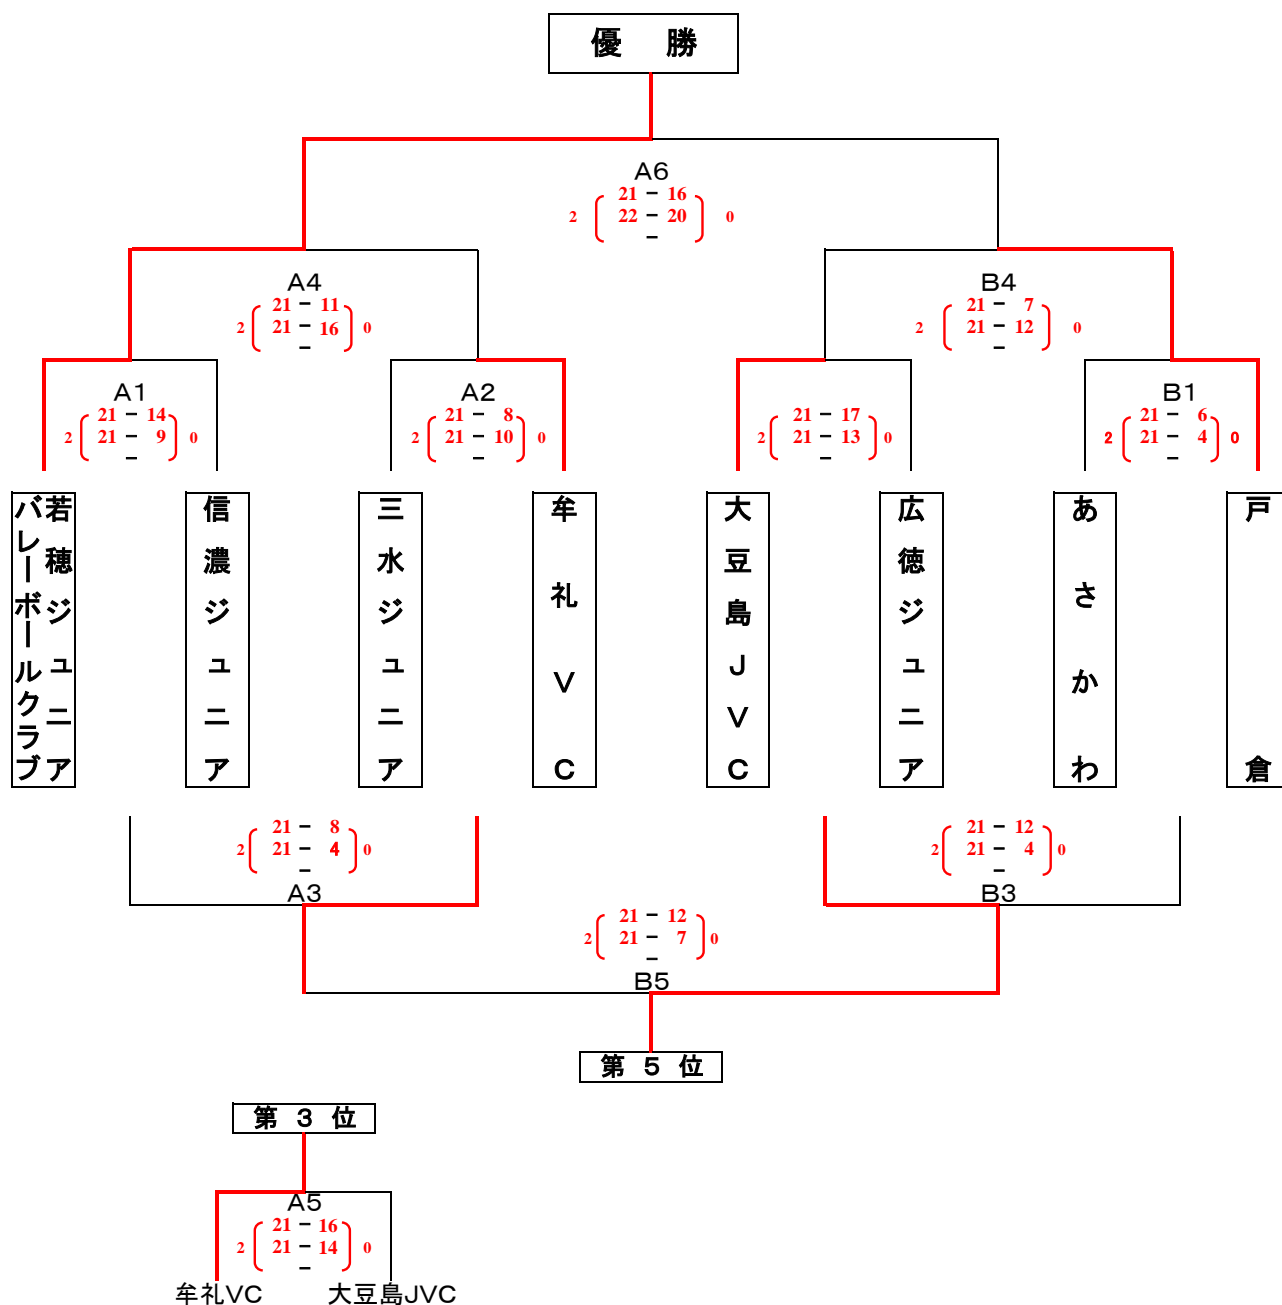 優　勝
A6
21 - 16
2 22 - 20 0
-
A4
21 - 11
2 21 - 16 0
-
B4
21 - 7
2 21 - 12 0
-
A1
21 - 14
2 21 - 9 0
-
A2
21 - 8
2 21 - 10 0
-
21 - 17
2 21 - 13 0
-
B1
21 - 6
2 21 - 4 0
-
若穂ジュニア
バレーボールクラブ
信濃ジュニア
三水ジュニア
牟礼VC
大豆島JVC
広徳ジュニア
あさかわ
戸倉
21 - 8
2 21 - 4 0
-
A3
21 - 12
2 21 - 4 0
-
B3
21 - 12
2 21 - 7 0
-
B5
第 5 位
第 3 位
A5
21 - 16
2 21 - 14 0
-
牟礼VC 大豆島JVC